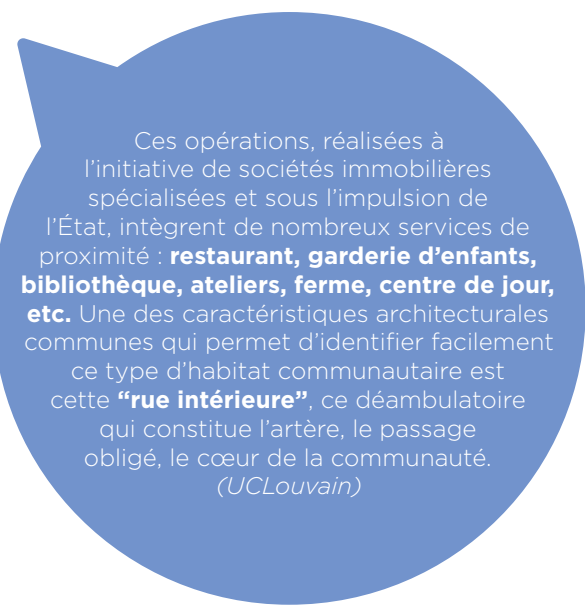 Ces opérations, réalisées à
l’initiative de sociétés immobilières
spécialisées et sous l’impulsion de
l’État, intègrent de nombreux services de
proximité : restaurant, garderie d’enfants,
bibliothèque, ateliers, ferme, centre de jour,
etc. Une des caractéristiques architecturales
communes qui permet d’identifier facilement
ce type d’habitat communautaire est
cette “rue intérieure”, ce déambulatoire
qui constitue l’artère, le passage
obligé, le cœur de la communauté.
(UCLouvain)